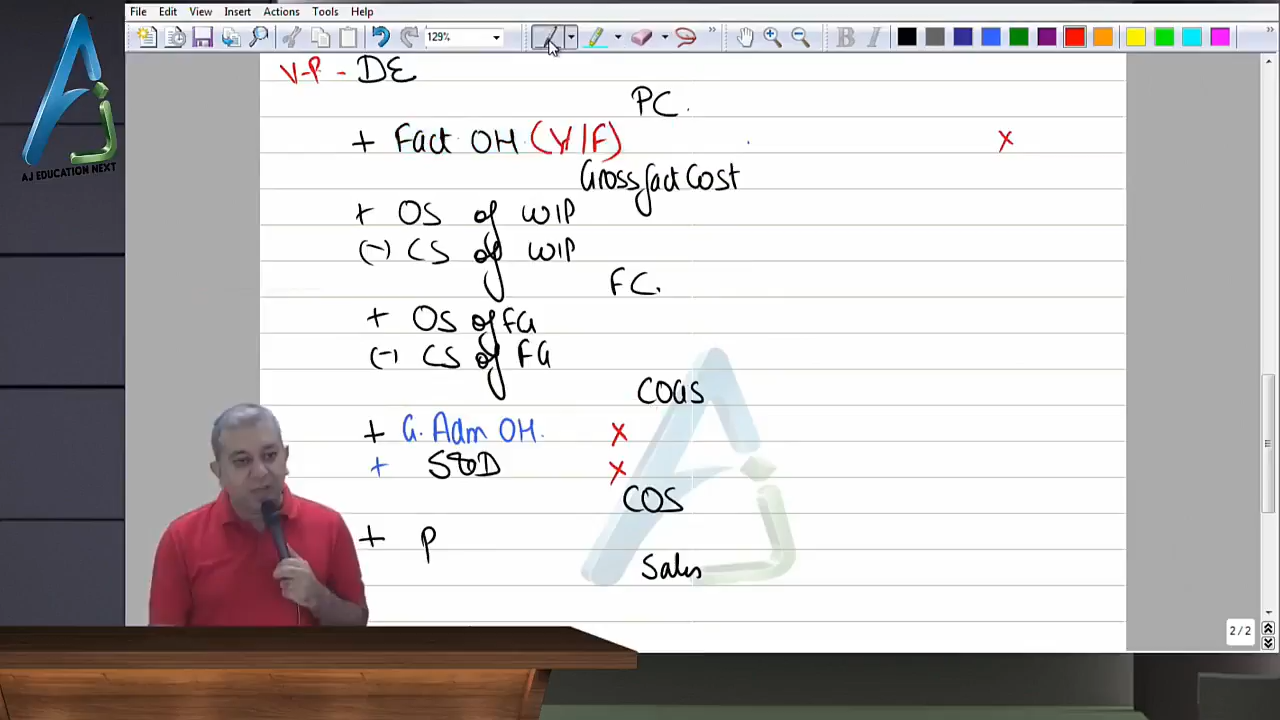 File Edit View Insert Actions Tools Help
129%
V-P - DE
PC.
+ Fact OH (V/F) x
Gross fact Cost
+ OS of WIP
(-) CS of WIP
FC.
+ OS of FG
(-) CS of FG
COGS
+ G. Adm OH. x
+ S&D x
COS
+ P
Sales
2/2
AJ EDUCATION NEXT